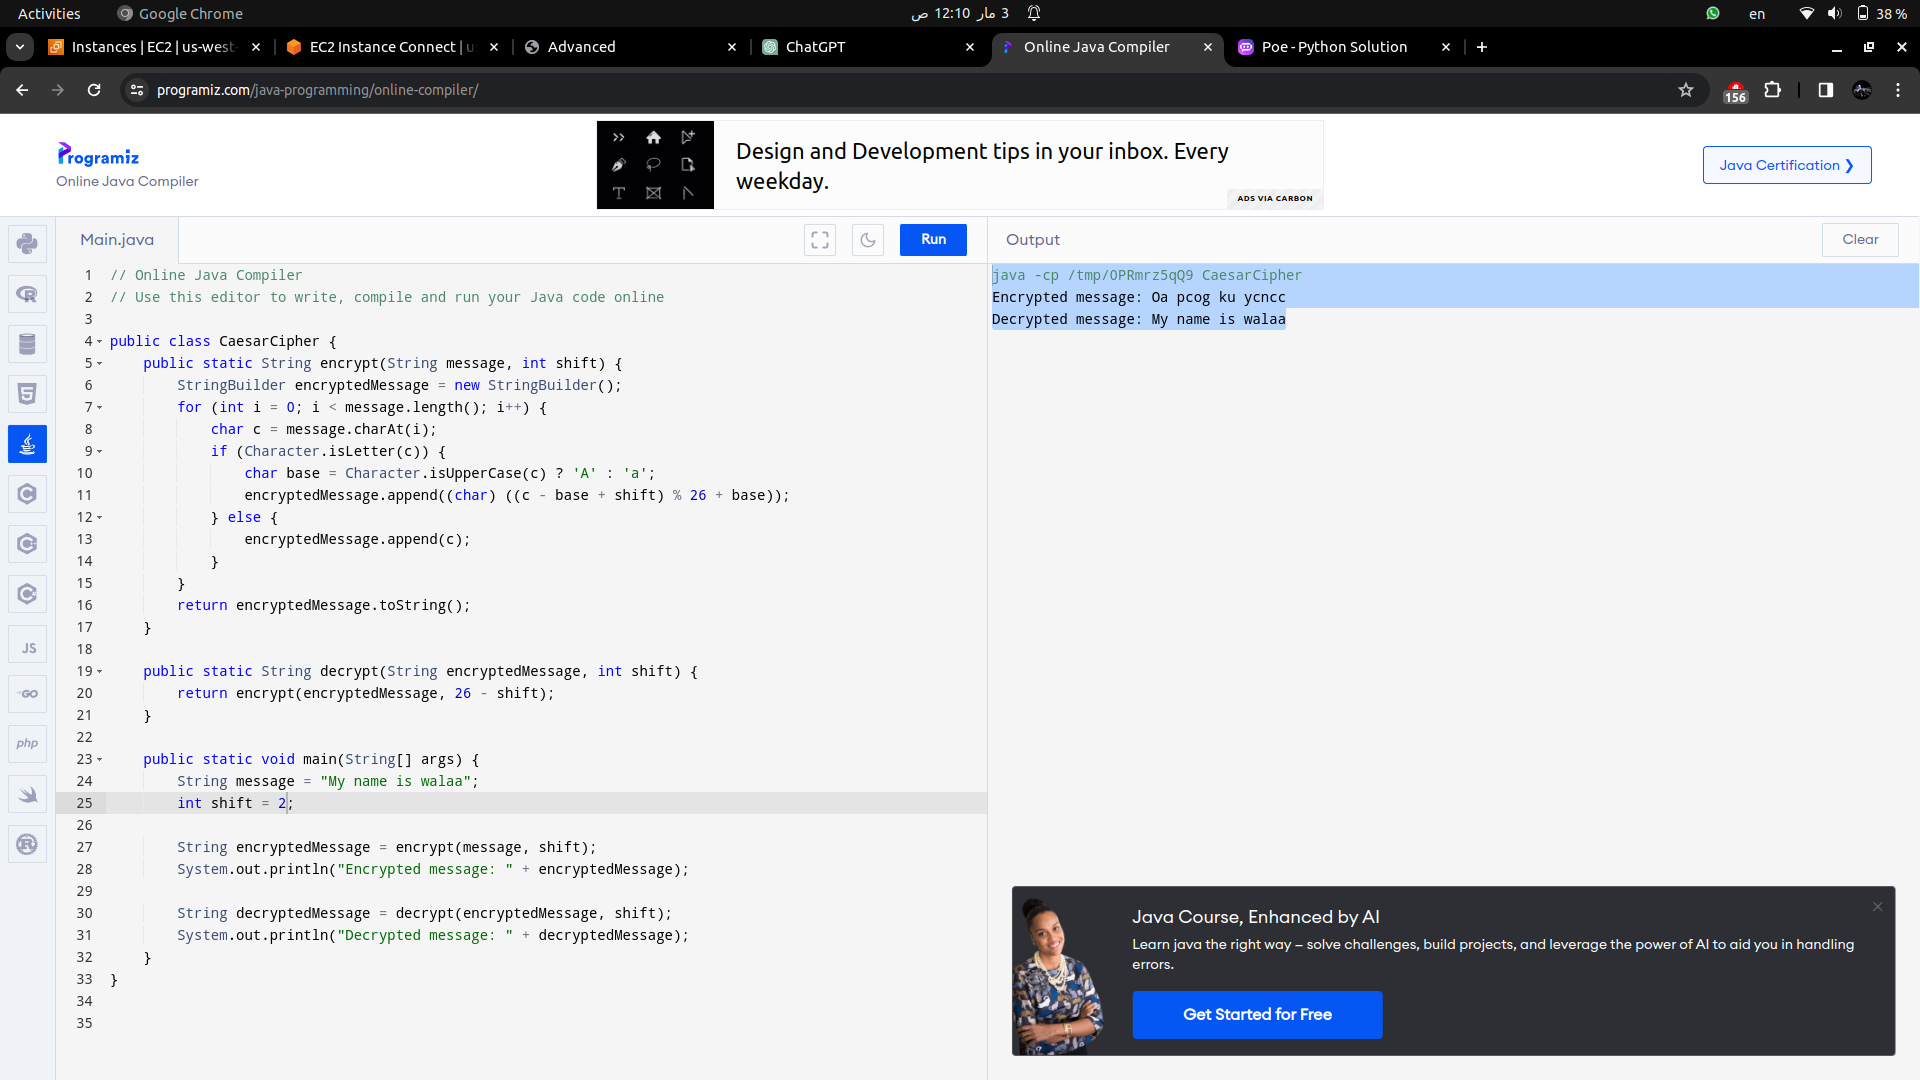 Activities
Google Chrome
3 مار 12:10 ص
en
38 %
Instances | EC2 | us-west-
EC2 Instance Connect | u
Advanced
ChatGPT
Online Java Compiler
Poe - Python Solution
programiz.com/java-programming/online-compiler/
156
Programiz
Online Java Compiler
Design and Development tips in your inbox. Every
weekday.
ADS VIA CARBON
Java Certification ❯
Main.java
Run
Output
Clear
1 // Online Java Compiler
2 // Use this editor to write, compile and run your Java code online
3
4 public class CaesarCipher {
5     public static String encrypt(String message, int shift) {
6         StringBuilder encryptedMessage = new StringBuilder();
7         for (int i = 0; i < message.length(); i++) {
8             char c = message.charAt(i);
9             if (Character.isLetter(c)) {
10                 char base = Character.isUpperCase(c) ? 'A' : 'a';
11                 encryptedMessage.append((char) ((c - base + shift) % 26 + base));
12             } else {
13                 encryptedMessage.append(c);
14             }
15         }
16         return encryptedMessage.toString();
17     }
18
19     public static String decrypt(String encryptedMessage, int shift) {
20         return encrypt(encryptedMessage, 26 - shift);
21     }
22
23     public static void main(String[] args) {
24         String message = "My name is walaa";
25         int shift = 2;
26
27         String encryptedMessage = encrypt(message, shift);
28         System.out.println("Encrypted message: " + encryptedMessage);
29
30         String decryptedMessage = decrypt(encryptedMessage, shift);
31         System.out.println("Decrypted message: " + decryptedMessage);
32     }
33 }
34
35
java -cp /tmp/OPRmrz5qQ9 CaesarCipher
Encrypted message: Oa pcog ku ycncc
Decrypted message: My name is walaa
JS
GO
php
Java Course, Enhanced by AI
Learn java the right way – solve challenges, build projects, and leverage the power of AI to aid you in handling
errors.
Get Started for Free